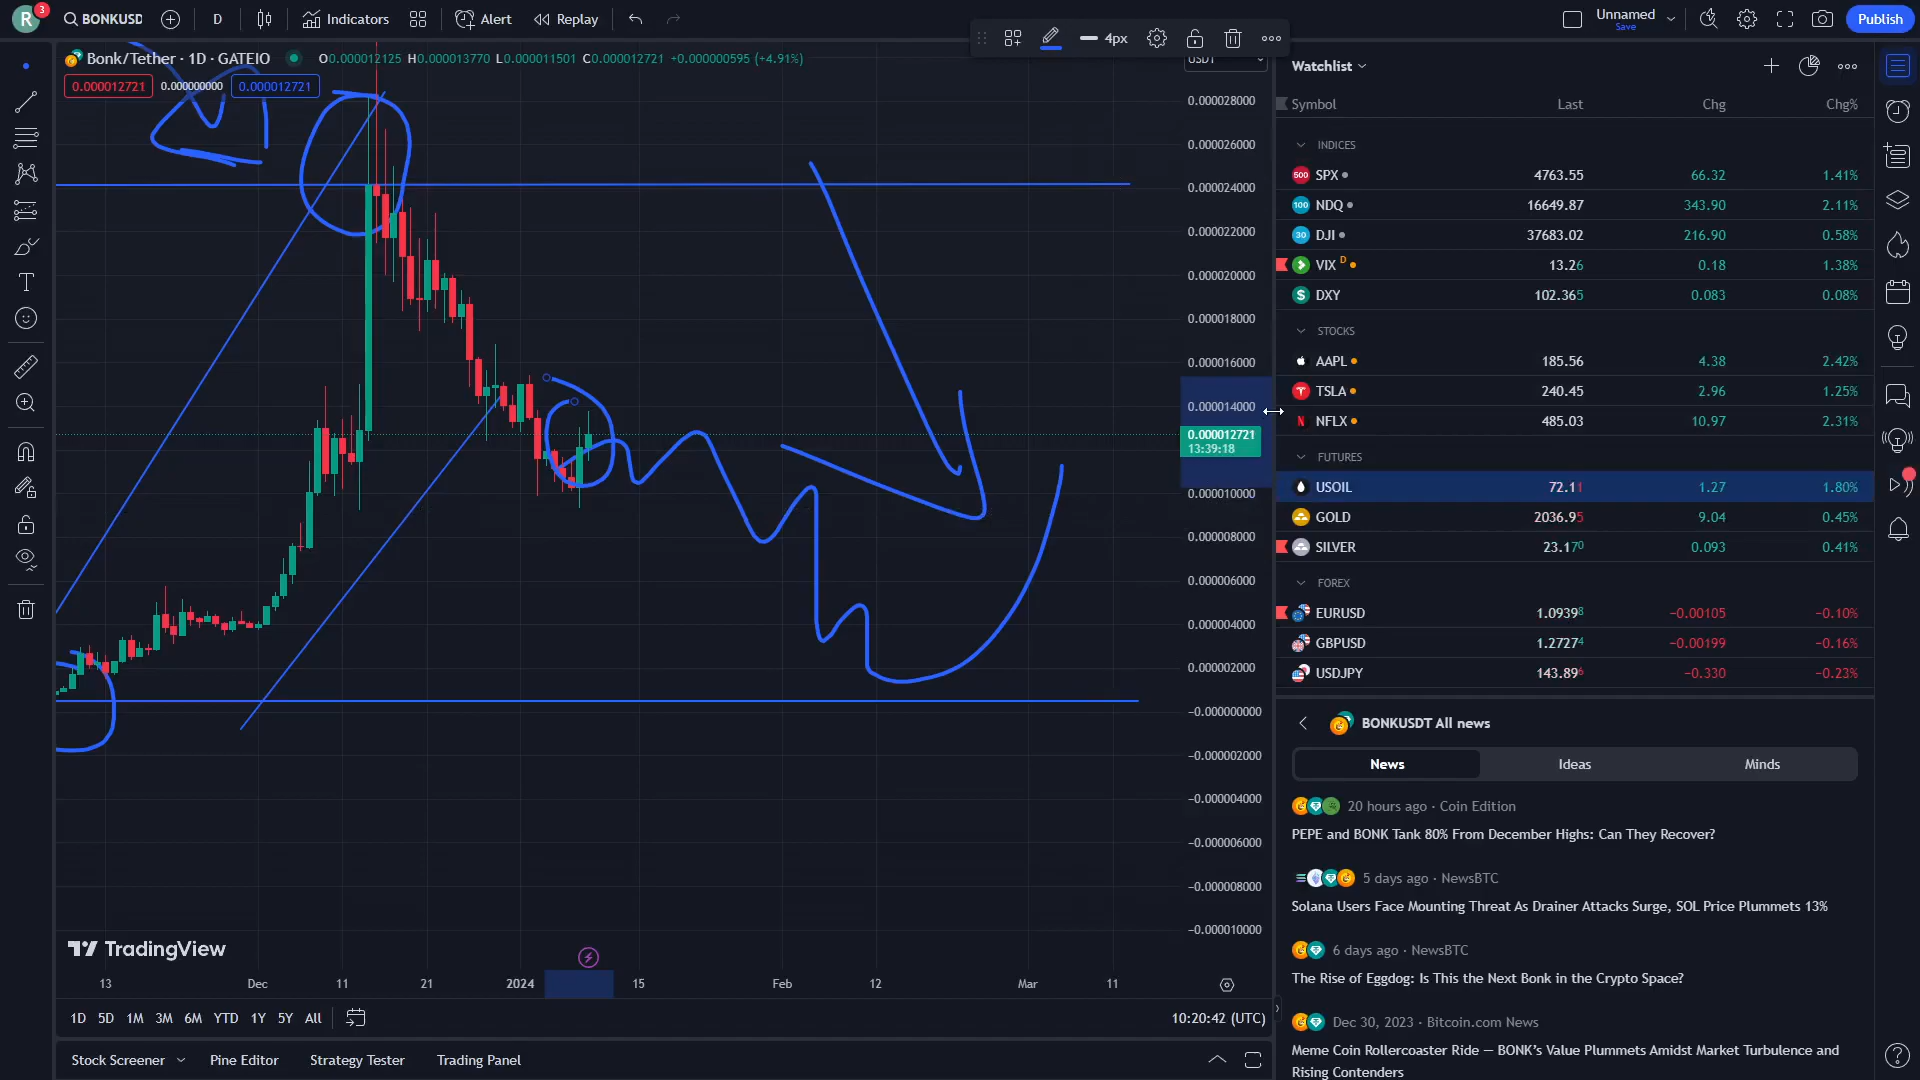 R 3 BONKUSD D Indicators Alert Replay 4px Unnamed Save Publish
Bonk/Tether · 1D · GATEIO O0.000012125 H0.000013770 L0.000011501 C0.000012721 +0.000000595 (+4.91%)
0.000012721 0.000000000 0.000012721
USDT
0.000028000
0.000026000
0.000024000
0.000022000
0.000020000
0.000018000
0.000016000
0.000014000
0.000012721
13:39:18
0.000010000
0.000008000
0.000006000
0.000004000
0.000002000
−0.000000000
−0.000002000
−0.000004000
−0.000006000
−0.000008000
−0.000010000
TradingView
13 Dec 11 21 2024 15 Feb 12 Mar 11
1D 5D 1M 3M 6M YTD 1Y 5Y All 10:20:42 (UTC)
Stock Screener Pine Editor Strategy Tester Trading Panel
Watchlist
Symbol Last Chg Chg%
INDICES
500 SPX 4763.55 66.32 1.41%
100 NDQ 16649.87 343.90 2.11%
30 DJI 37683.02 216.90 0.58%
VIX D 13.26 0.18 1.38%
$ DXY 102.365 0.083 0.08%
STOCKS
AAPL 185.56 4.38 2.42%
TSLA 240.45 2.96 1.25%
N NFLX 485.03 10.97 2.31%
FUTURES
USOIL 72.11 1.27 1.80%
GOLD 2036.95 9.04 0.45%
SILVER 23.170 0.093 0.41%
FOREX
EURUSD 1.09398 −0.00105 −0.10%
GBPUSD 1.27274 −0.00199 −0.16%
USDJPY 143.896 −0.330 −0.23%
BONKUSDT All news
News Ideas Minds
20 hours ago · Coin Edition
PEPE and BONK Tank 80% From December Highs: Can They Recover?
5 days ago · NewsBTC
Solana Users Face Mounting Threat As Drainer Attacks Surge, SOL Price Plummets 13%
6 days ago · NewsBTC
The Rise of Eggdog: Is This the Next Bonk in the Crypto Space?
Dec 30, 2023 · Bitcoin.com News
Meme Coin Rollercoaster Ride — BONK's Value Plummets Amidst Market Turbulence and
Rising Contenders